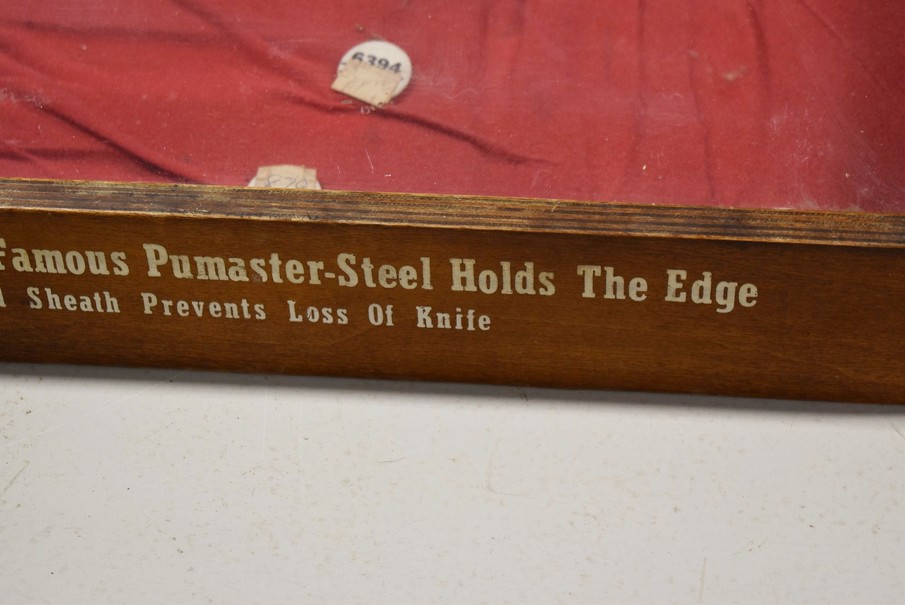 6394
Famous Pumaster-Steel Holds The Edge
Sheath Prevents Loss Of Knife